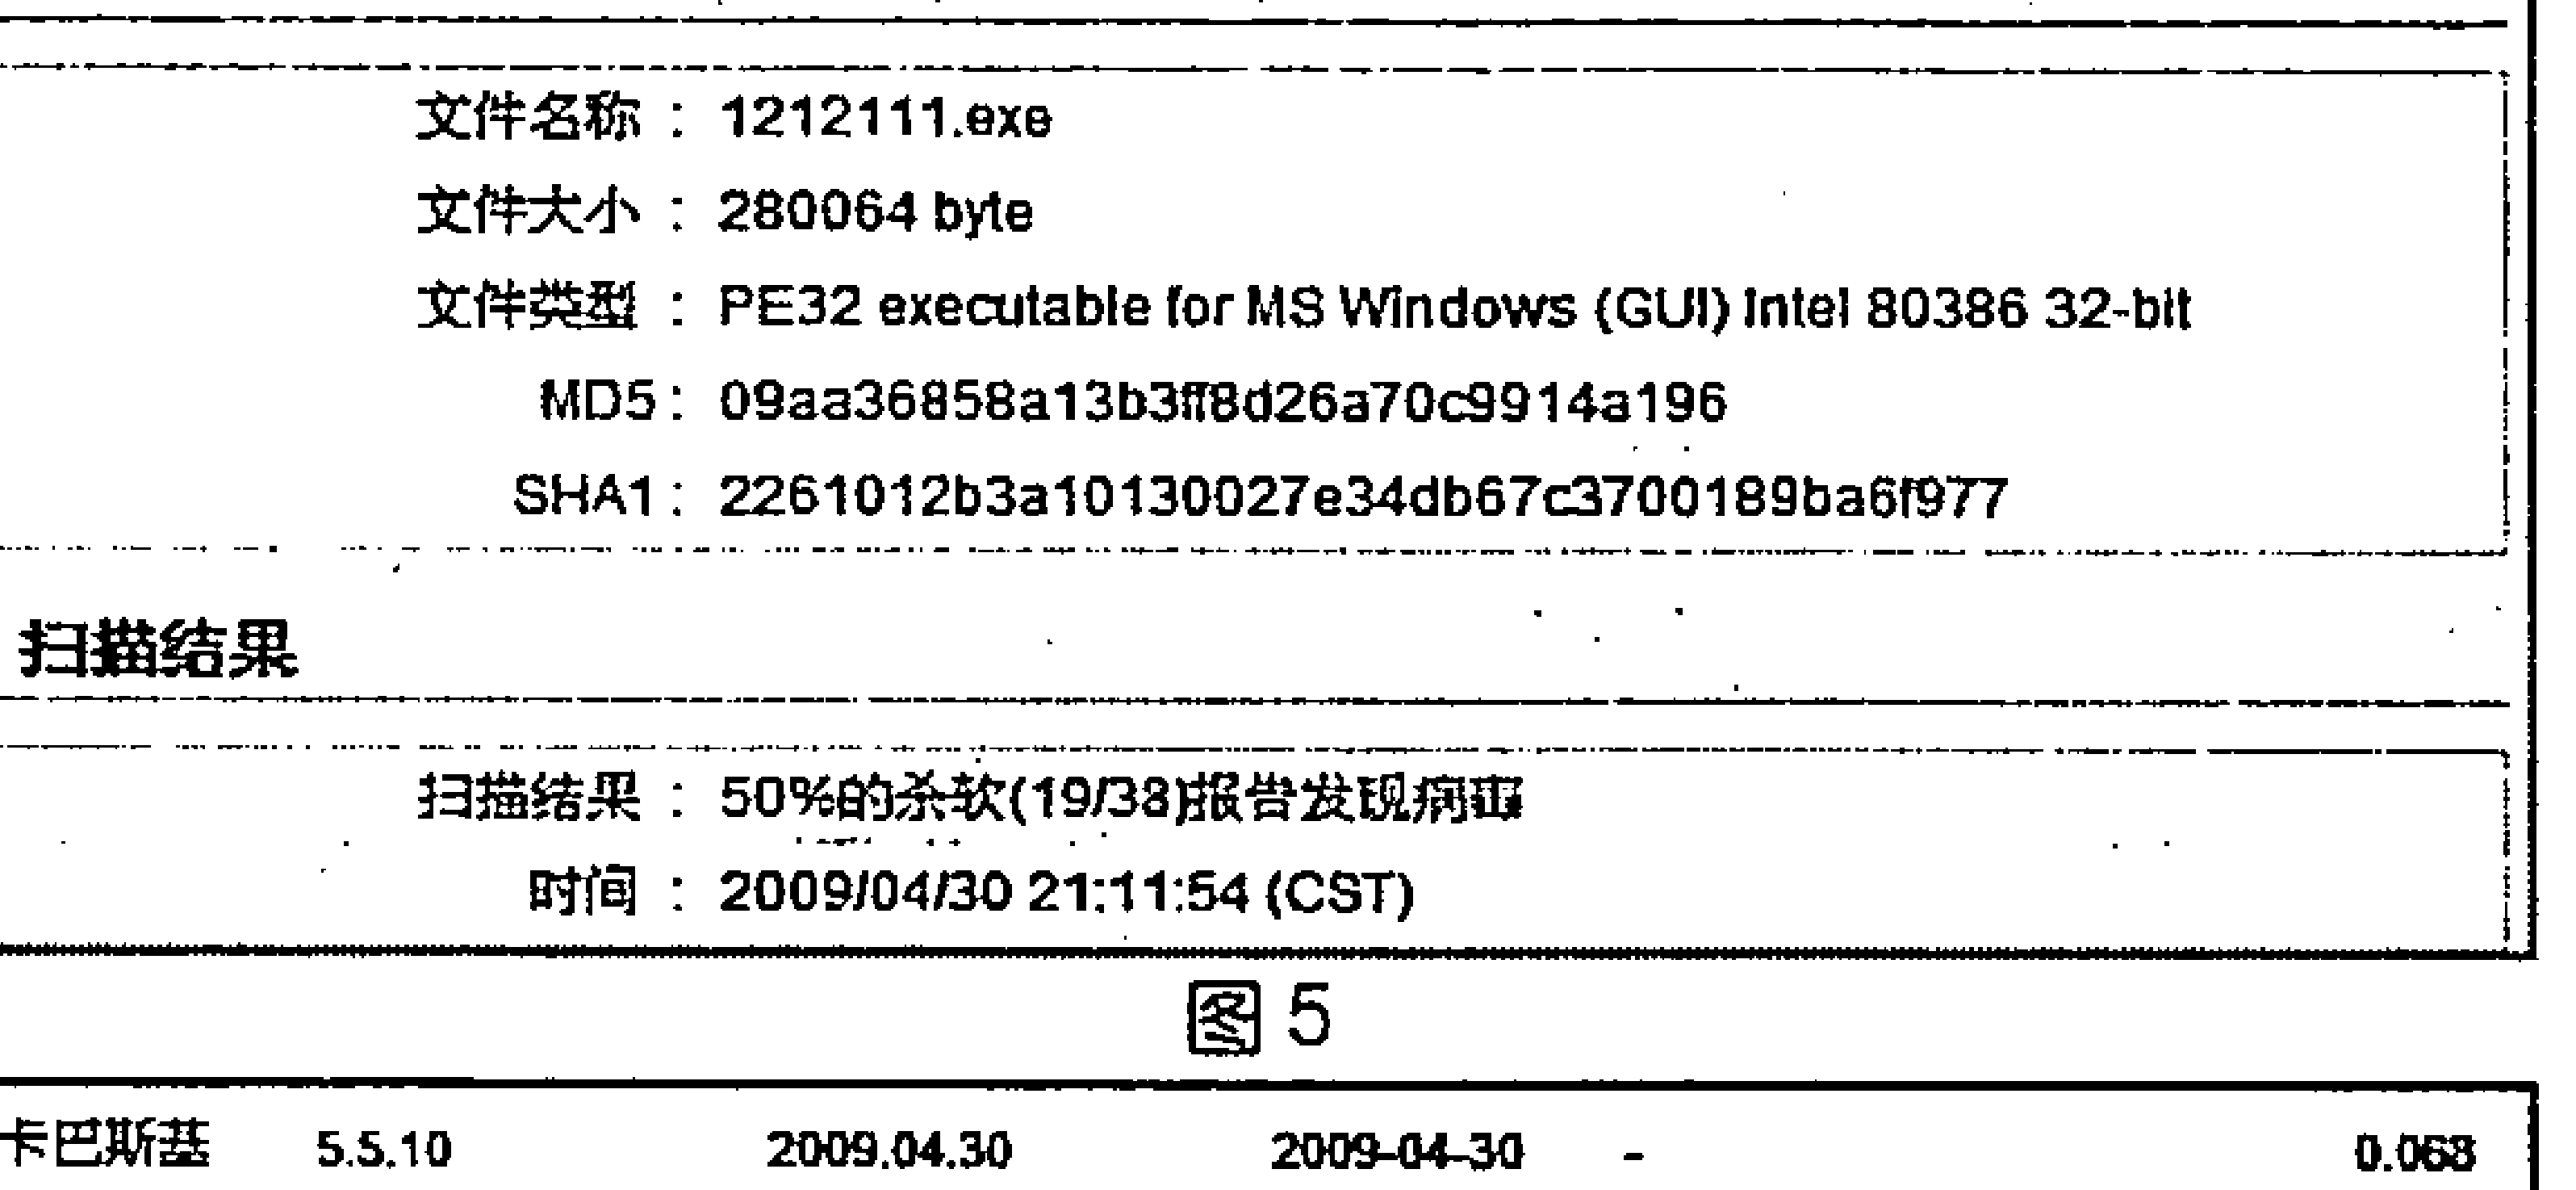 文件名称： 1212111.exe
文件大小： 280064 byte
文件类型： PE32 executable for MS Windows (GUI) Intel 80386 32-bit
MD5: 09aa36858a13b3ff8d26a70c9914a196
SHA1: 2261012b3a10130027e34db67c3700189ba6f977
扫描结果
扫描结果： 50%的杀软(19/38)报告发现病毒
时间： 2009/04/30 21:11:54 (CST)
图 5
卡巴斯基 5.5.10 2009.04.30 2009-04-30 - 0.068